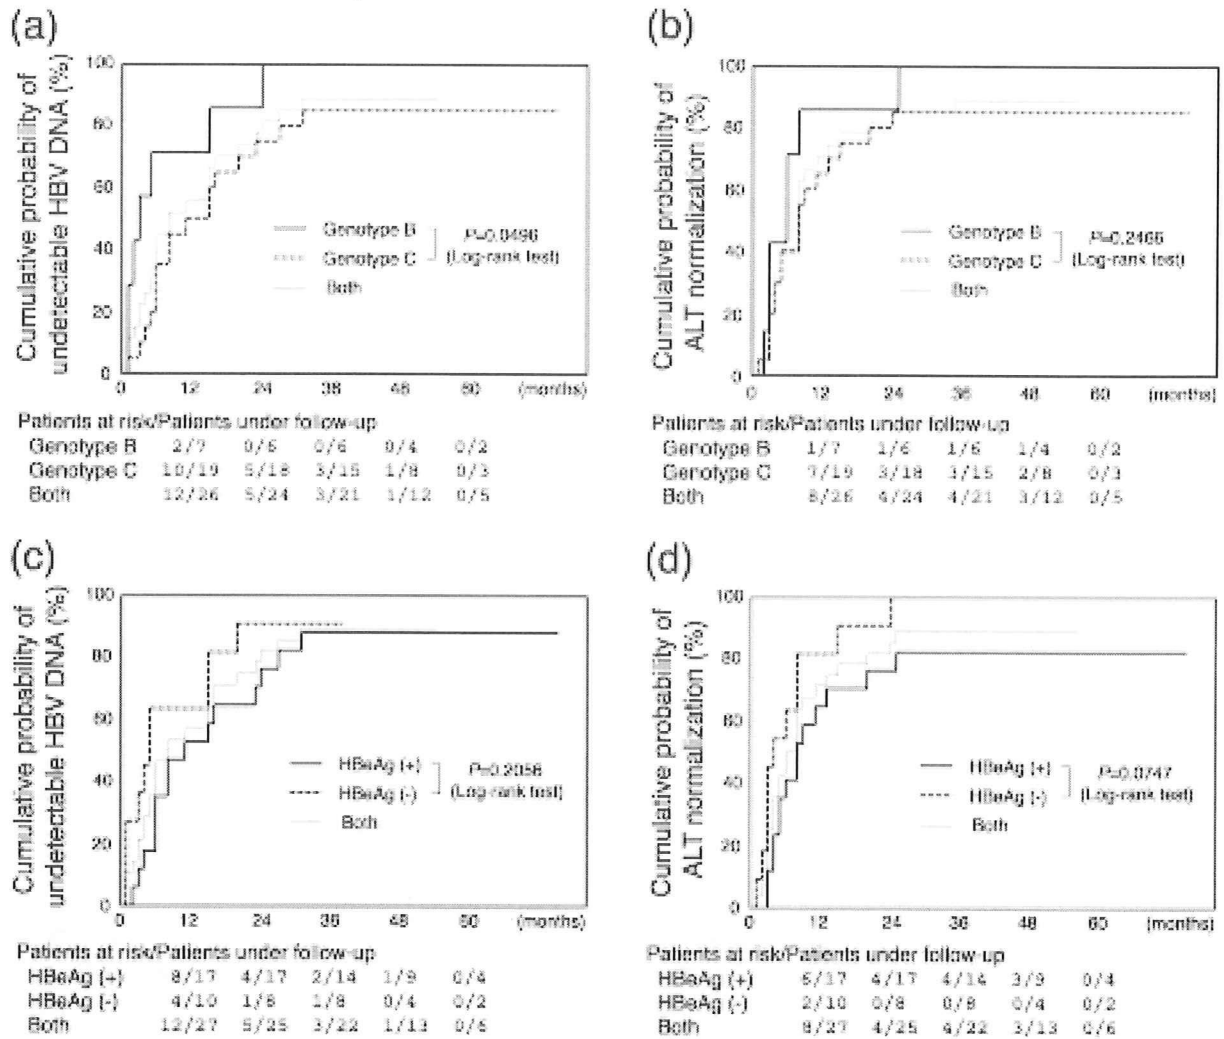 (a)
Cumulative probability of
undetectable HBV DNA (%)
100
80
60
40
20
0
0 12 24 36 48 60 (months)
Genotype B
Genotype C
Both
P=0.0496
(Log-rank test)
Patients at risk/Patients under follow-up
Genotype B 2/7 0/6 0/6 0/4 0/2
Genotype C 10/19 5/18 3/15 1/8 0/3
Both 12/26 5/24 3/21 1/12 0/5
(b)
Cumulative probability of
ALT normalization (%)
100
80
60
40
20
0
0 12 24 36 48 60 (months)
Genotype B
Genotype C
Both
P=0.2466
(Log-rank test)
Patients at risk/Patients under follow-up
Genotype B 1/7 1/6 1/6 1/4 0/2
Genotype C 7/19 3/18 3/15 2/8 0/3
Both 8/26 4/24 4/21 3/12 0/5
(c)
Cumulative probability of
undetectable HBV DNA (%)
100
80
60
40
20
0
0 12 24 36 48 60 (months)
HBeAg (+)
HBeAg (-)
Both
P=0.2056
(Log-rank test)
Patients at risk/Patients under follow-up
HBeAg (+) 8/17 4/17 2/14 1/9 0/4
HBeAg (-) 4/10 1/8 1/8 0/4 0/2
Both 12/27 5/25 3/22 1/13 0/6
(d)
Cumulative probability of
ALT normalization (%)
100
80
60
40
20
0
0 12 24 36 48 60 (months)
HBeAg (+)
HBeAg (-)
Both
P=0.0747
(Log-rank test)
Patients at risk/Patients under follow-up
HBeAg (+) 6/17 4/17 4/14 3/9 0/4
HBeAg (-) 2/10 0/8 0/8 0/4 0/2
Both 8/27 4/25 4/22 3/13 0/6